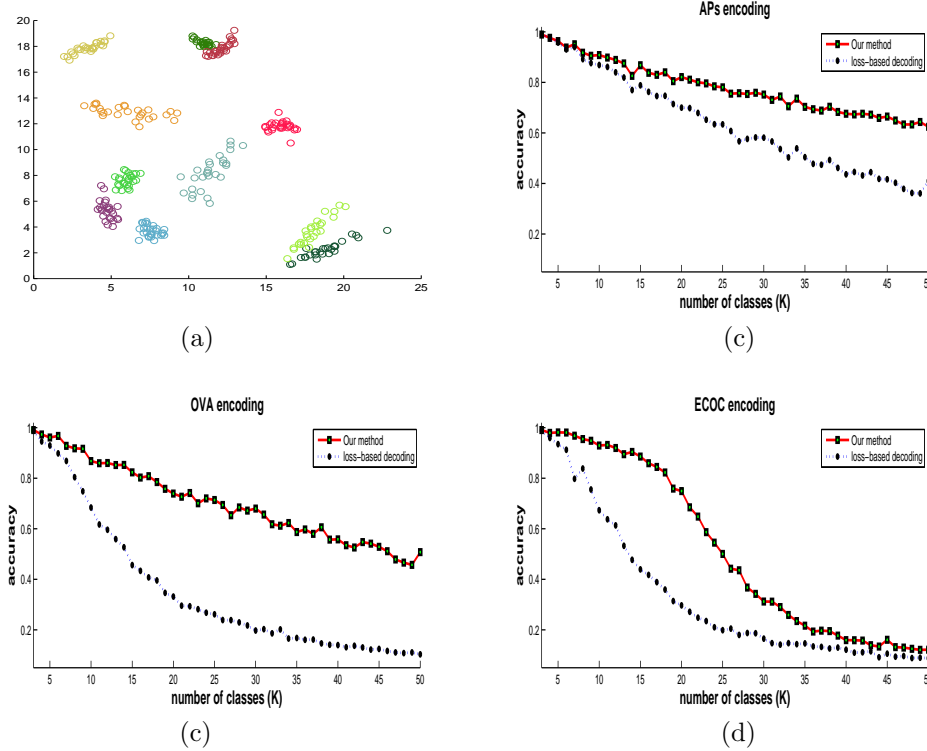 20
18
16
14
12
10
8
6
4
2
0
0 5 10 15 20 25
(a)
APs encoding
1
0.8
0.6
0.4
0.2
accuracy
Our method
loss-based decoding
5 10 15 20 25 30 35 40 45 5
number of classes (K)
(c)
OVA encoding
1
0.8
0.6
0.4
0.2
accuracy
Our method
loss-based decoding
5 10 15 20 25 30 35 40 45 50
number of classes (K)
(c)
ECOC encoding
1
0.8
0.6
0.4
0.2
accuracy
Our method
loss-based decoding
5 10 15 20 25 30 35 40 45 5
number of classes (K)
(d)